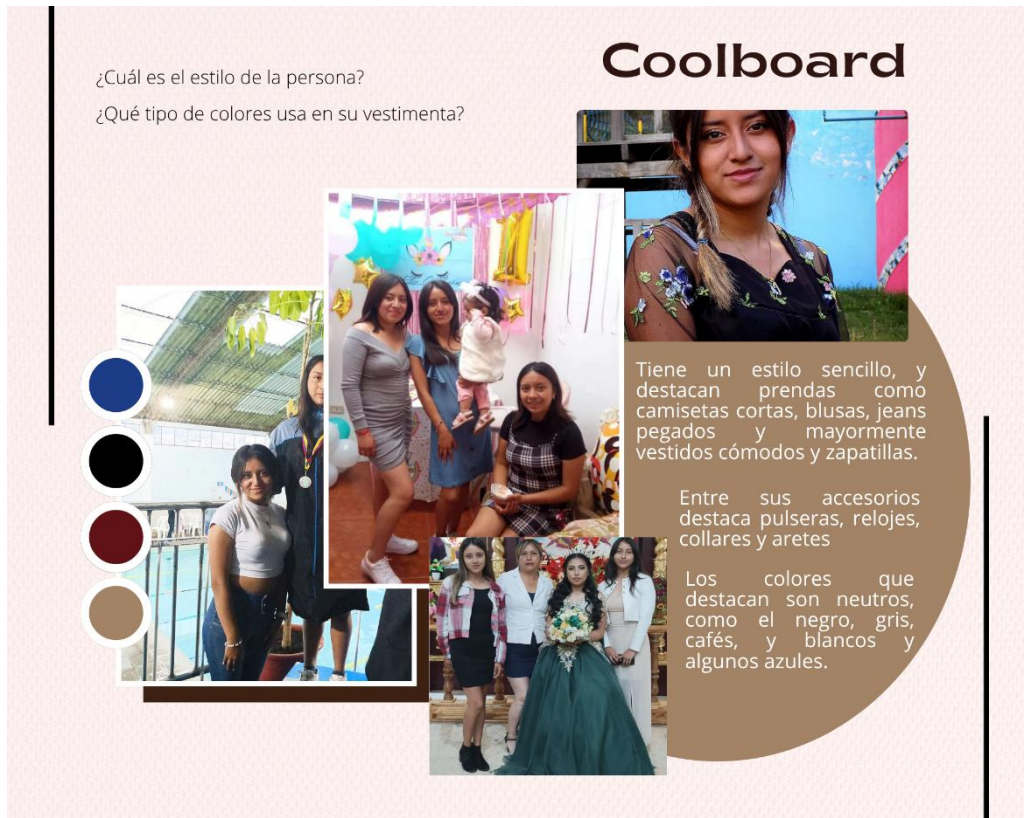 Coolboard
¿Cuál es el estilo de la persona?
¿Qué tipo de colores usa en su vestimenta?
Tiene un estilo sencillo, y
destacan prendas como
camisetas cortas, blusas, jeans
pegados y mayormente
vestidos cómodos y zapatillas.
Entre sus accesorios
destaca pulseras, relojes,
collares y aretes
Los colores que
destacan son neutros,
como el negro, gris,
cafés, y blancos y
algunos azules.